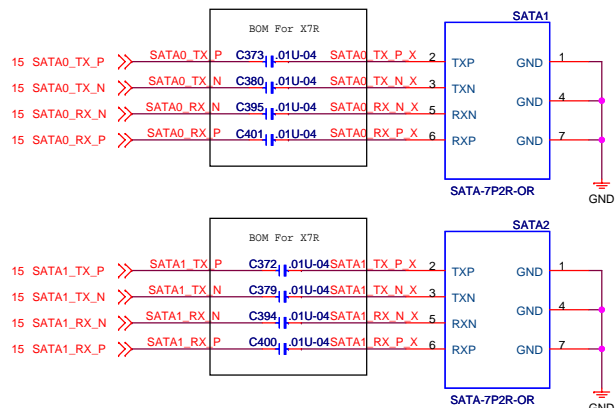 SATA1
BOM For X7R
15 SATA0_TX_P SATA0_TX_P C373 .01U-04 SATA0_TX_P_X 2 TXP GND 1
15 SATA0_TX_N SATA0_TX_N C380 .01U-04 SATA0_TX_N_X 3 TXN GND 4
15 SATA0_RX_N SATA0_RX_N C395 .01U-04 SATA0_RX_N_X 5 RXN
15 SATA0_RX_P SATA0_RX_P C401 .01U-04 SATA0_RX_P_X 6 RXP GND 7
SATA-7P2R-OR
GND
SATA2
BOM For X7R
15 SATA1_TX_P SATA1_TX_P C372 .01U-04 SATA1_TX_P_X 2 TXP GND 1
15 SATA1_TX_N SATA1_TX_N C379 .01U-04 SATA1_TX_N_X 3 TXN GND 4
15 SATA1_RX_N SATA1_RX_N C394 .01U-04 SATA1_RX_N_X 5 RXN
15 SATA1_RX_P SATA1_RX_P C400 .01U-04 SATA1_RX_P_X 6 RXP GND 7
SATA-7P2R-OR
GND